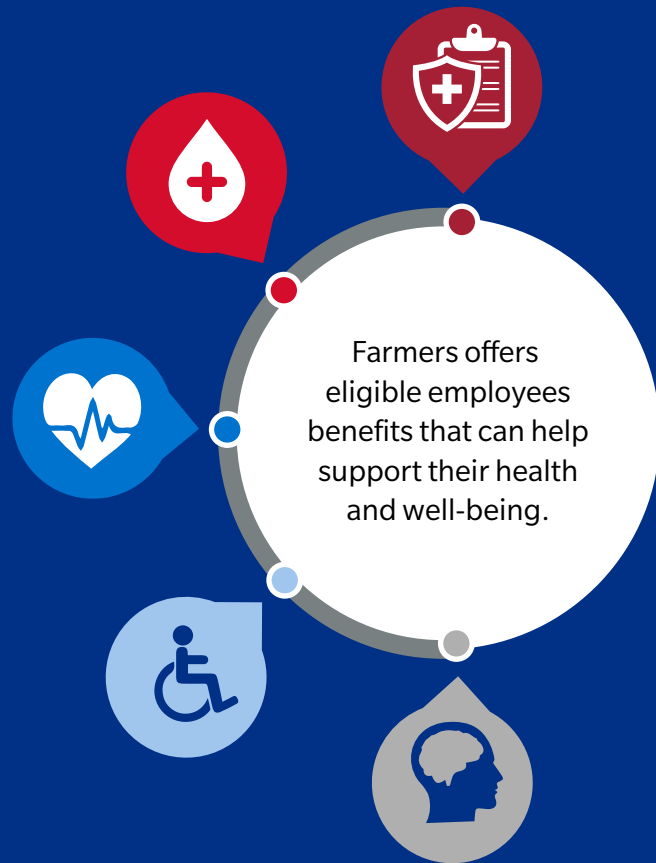 Farmers offers
eligible employees
benefits that can help
support their health
and well-being.